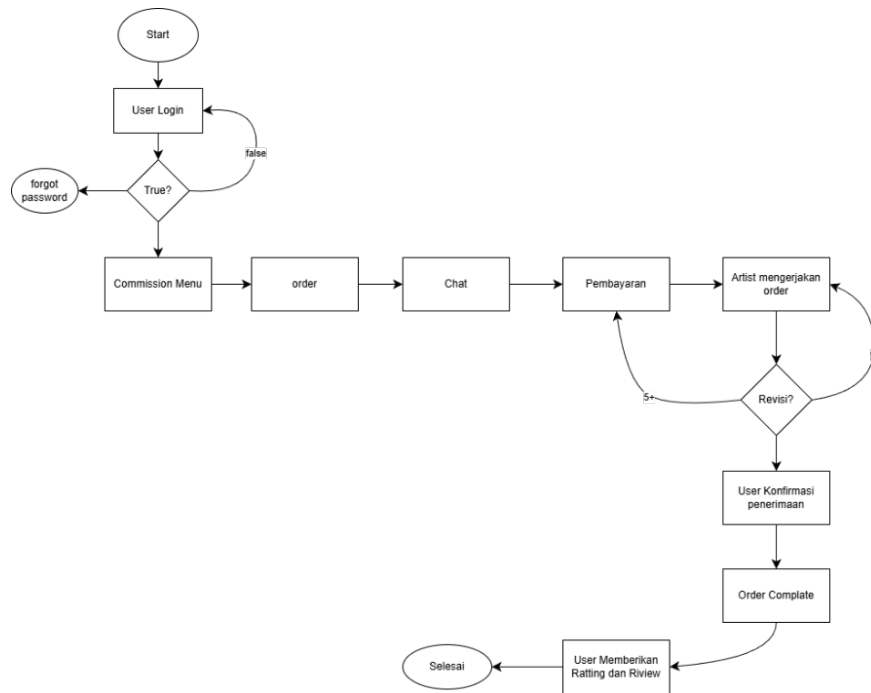 Start
User Login
false
forgot
password
True?
Commission Menu
order
Chat
Pembayaran
Artist mengerjakan
order
5+
Revisi?
User Konfirmasi
penerimaan
Order Complate
User Memberikan
Ratting dan Riview
Selesai